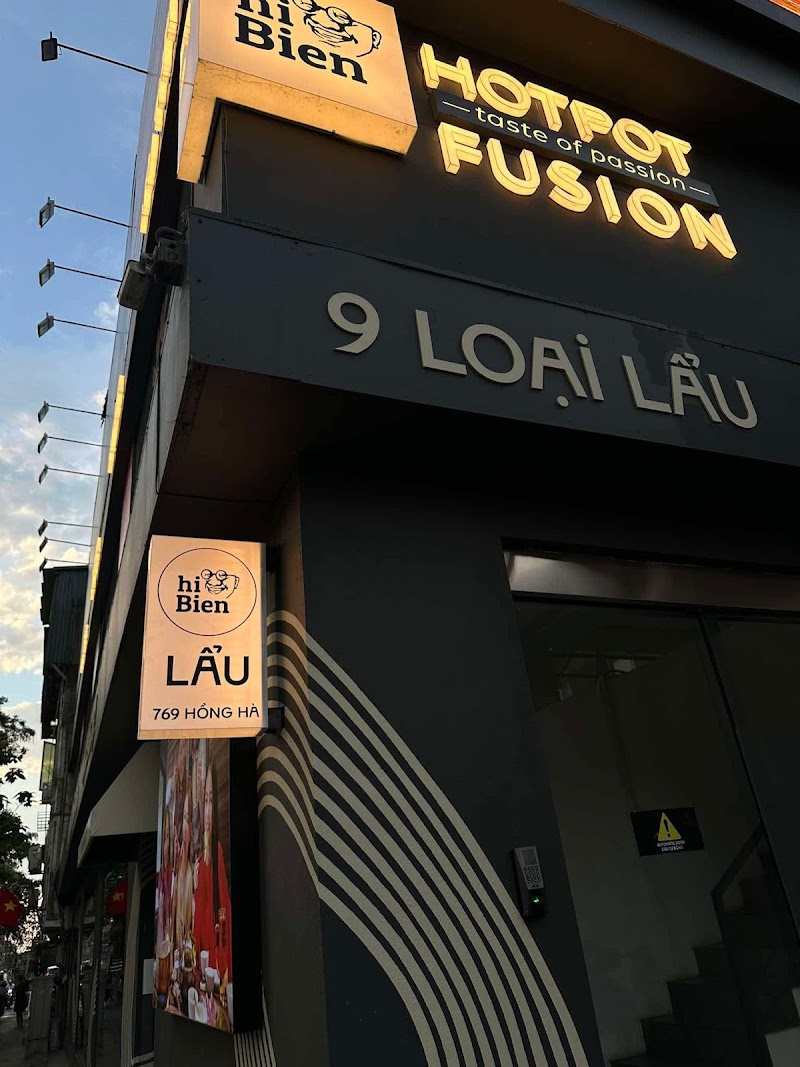 hi
Bien
HOTPOT
taste of passion
FUSION
9 LOẠI LẨU
hi
Bien
LẨU
769 HỒNG HÀ